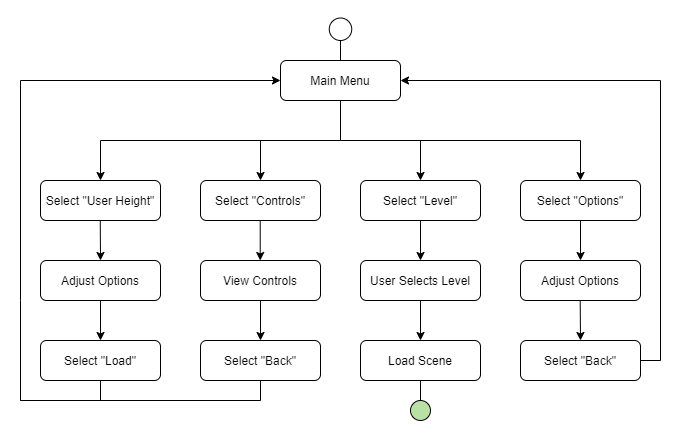 Main Menu
Select "User Height"
Select "Controls"
Select "Level"
Select "Options"
Adjust Options
View Controls
User Selects Level
Adjust Options
Select "Load"
Select "Back"
Load Scene
Select "Back"